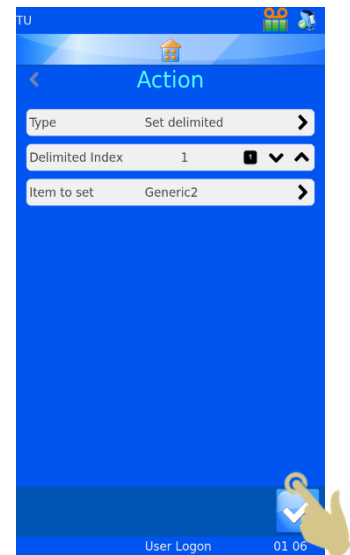 TU
Action
Type Set delimited
Delimited Index 1 1
Item to set Generic2
User Logon 01 06